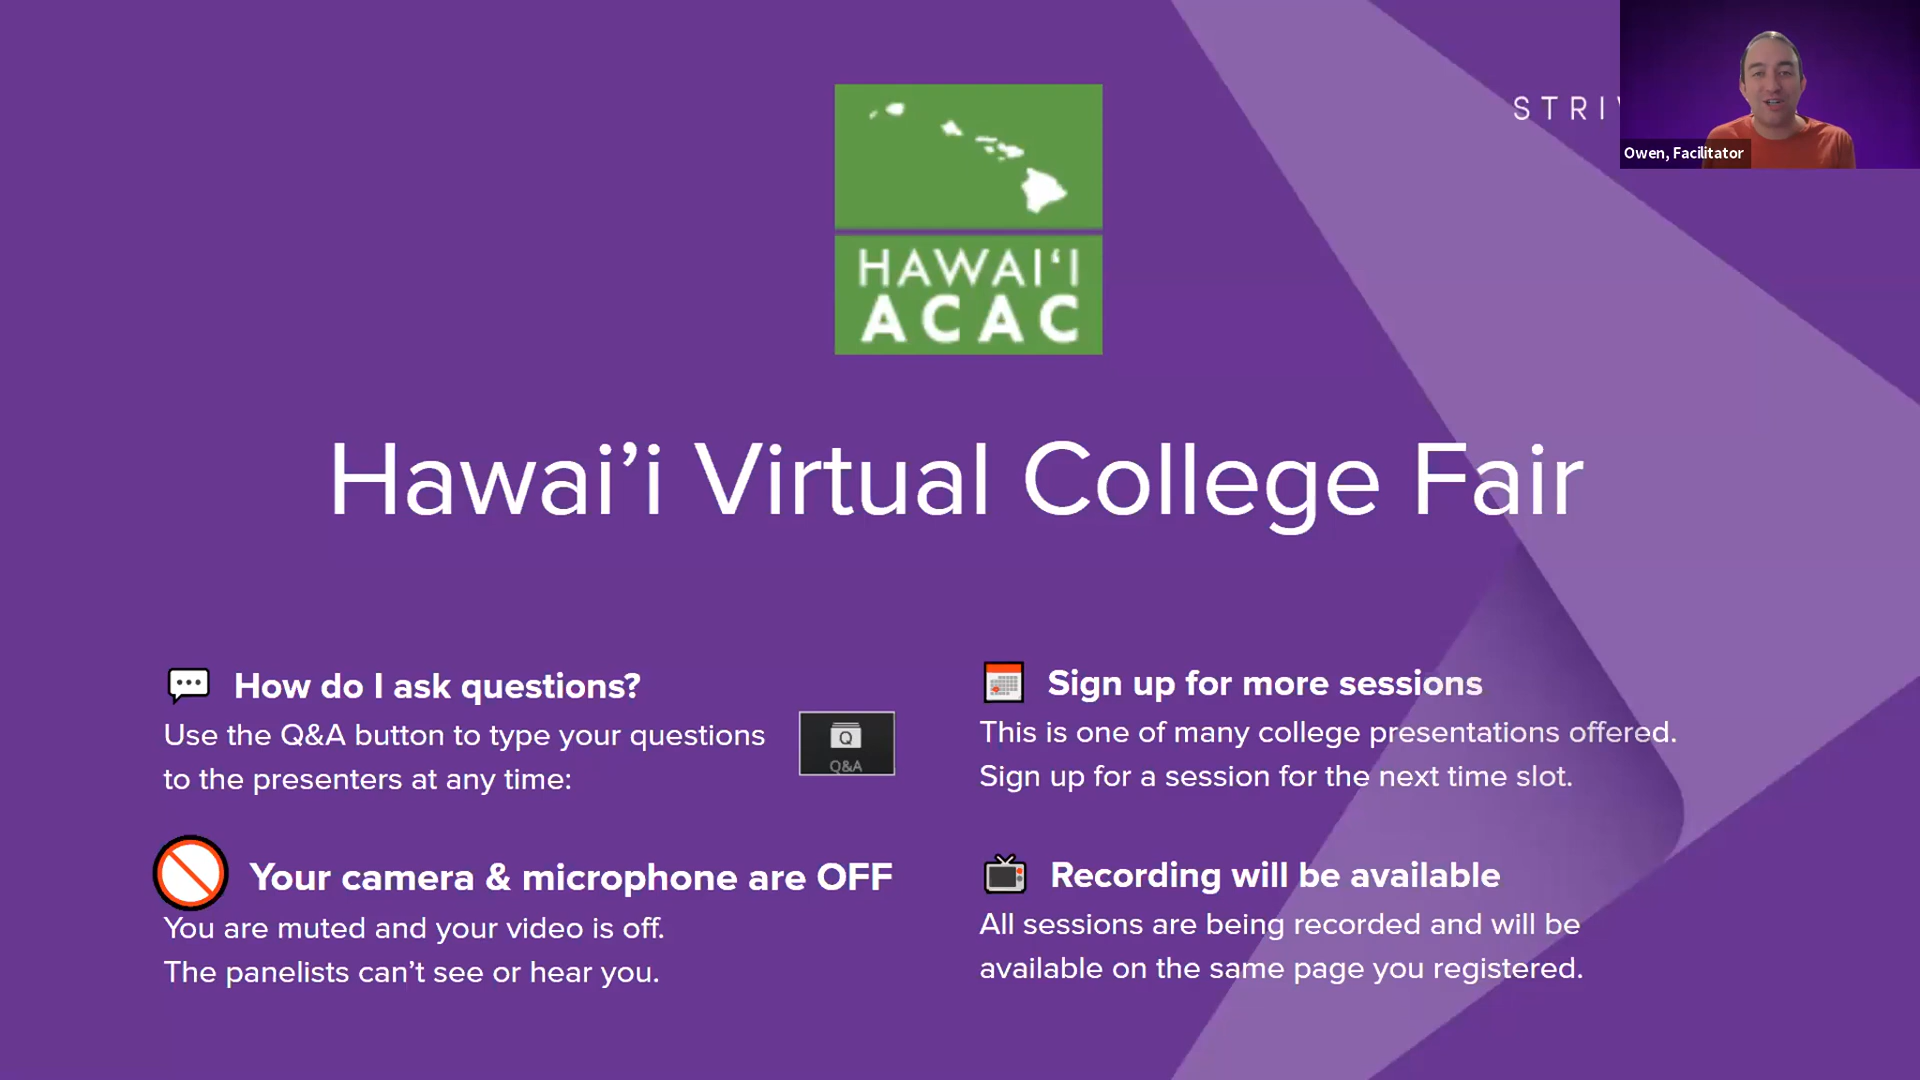 STRI
Owen, Facilitator
HAWAIʻI
ACAC
Hawai’i Virtual College Fair
How do I ask questions?
Use the Q&A button to type your questions
to the presenters at any time:
Q
Q&A
Your camera & microphone are OFF
You are muted and your video is off.
The panelists can’t see or hear you.
Sign up for more sessions
This is one of many college presentations offered.
Sign up for a session for the next time slot.
Recording will be available
All sessions are being recorded and will be
available on the same page you registered.